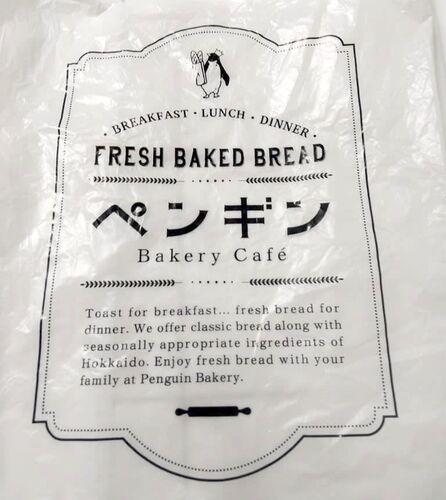 · BREAKFAST · LUNCH · DINNER ·
FRESH BAKED BREAD
ペンギン
Bakery Café
Toast for breakfast... fresh bread for
dinner. We offer classic bread along with
seasonally appropriate ingredients of
Hokkaido. Enjoy fresh bread with your
family at Penguin Bakery.